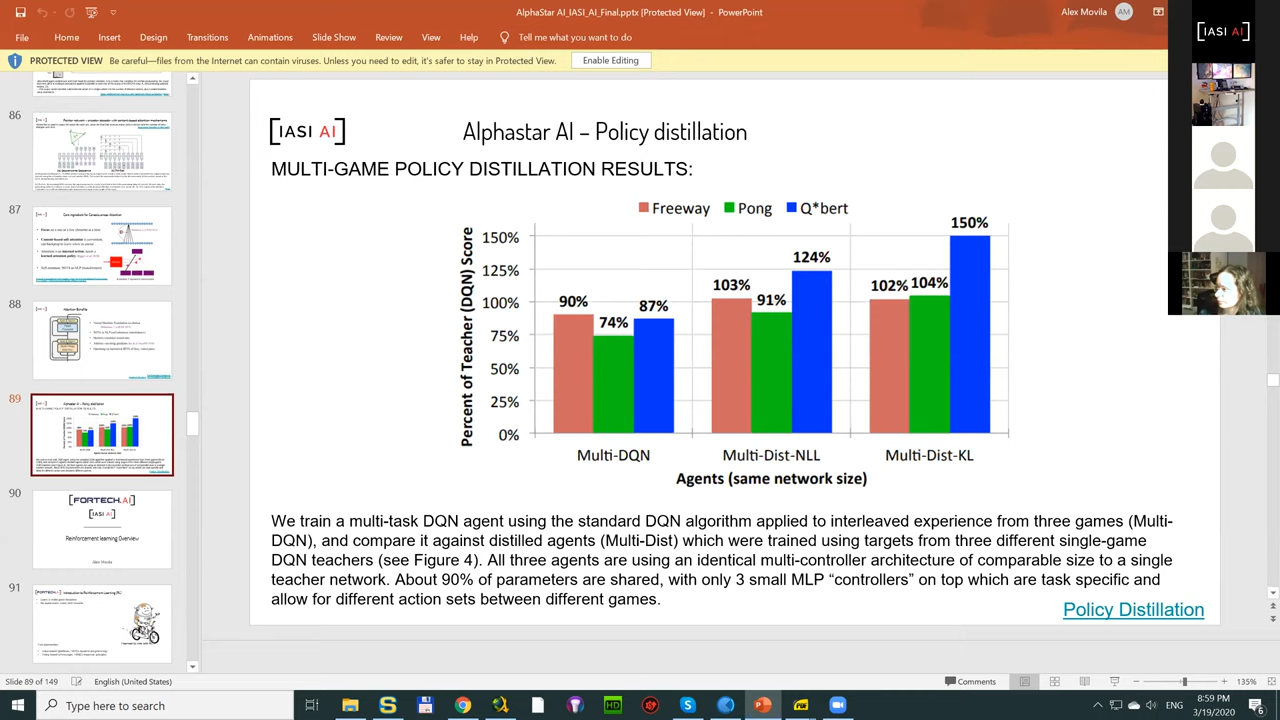 AlphaStar AI_IASI_AI_Final.pptx [Protected View] - PowerPoint
Alex Movila
AM
File Home Insert Design Transitions Animations Slide Show Review View Help Tell me what you want to do
PROTECTED VIEW Be careful—files from the Internet can contain viruses. Unless you need to edit, it's safer to stay in Protected View. Enable Editing
[IASI AI]
86
87
88
Attention Benefits
89
90
[FORTECH.AI]
[IASI AI]
Reinforcement learning Overview
Alex Movila
[IASI AI]
Alphastar AI – Policy distillation
MULTI-GAME POLICY DISTILLATION RESULTS:
Freeway Pong Q*bert
Percent of Teacher (DQN) Score
150%
125%
100%
75%
50%
25%
0%
90% 74% 87%
103% 91% 124%
102% 104% 150%
Multi-DQN Multi-Dist-NLL Multi-Dist-KL
Agents (same network size)
We train a multi-task DQN agent using the standard DQN algorithm applied to interleaved experience from three games (Multi-
DQN), and compare it against distilled agents (Multi-Dist) which were trained using targets from three different single-game
DQN teachers (see Figure 4). All three agents are using an identical multi-controller architecture of comparable size to a single
teacher network. About 90% of parameters are shared, with only 3 small MLP “controllers” on top which are task specific and
allow for different action sets between different games.
Policy Distillation
Slide 89 of 149 English (United States) Comments 135%
Type here to search
HD
PDF
ENG
8:59 PM
3/19/2020
6